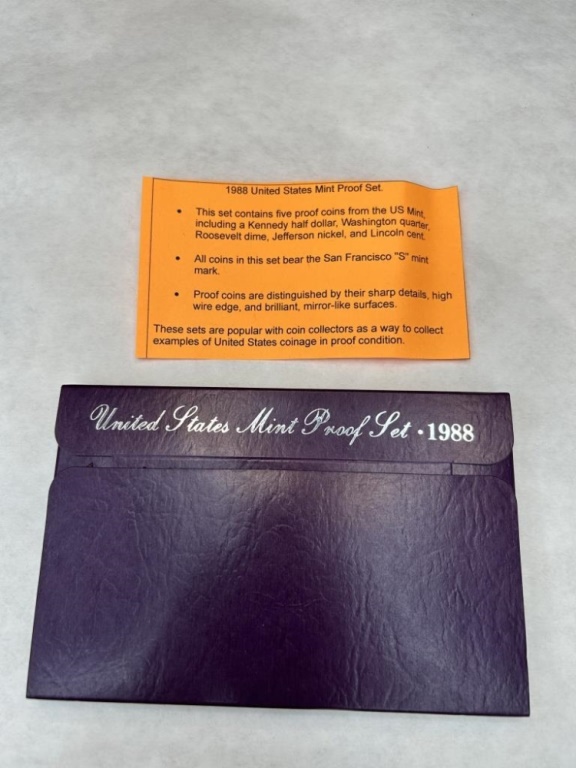 1988 United States Mint Proof Set.
• This set contains five proof coins from the US Mint,
including a Kennedy half dollar, Washington quarter,
Roosevelt dime, Jefferson nickel, and Lincoln cent.
• All coins in this set bear the San Francisco "S" mint
mark.
• Proof coins are distinguished by their sharp details, high
wire edge, and brilliant, mirror-like surfaces.
These sets are popular with coin collectors as a way to collect
examples of United States coinage in proof condition.
United States Mint Proof Set · 1988